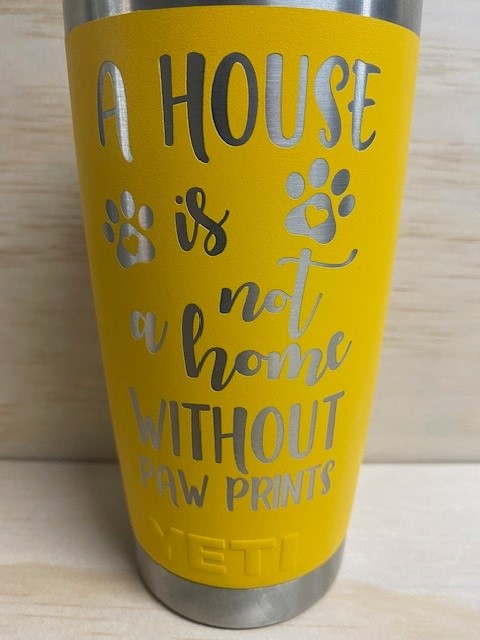 A HOUSE
is
not
a home
WITHOUT
PAW PRINTS
YETI